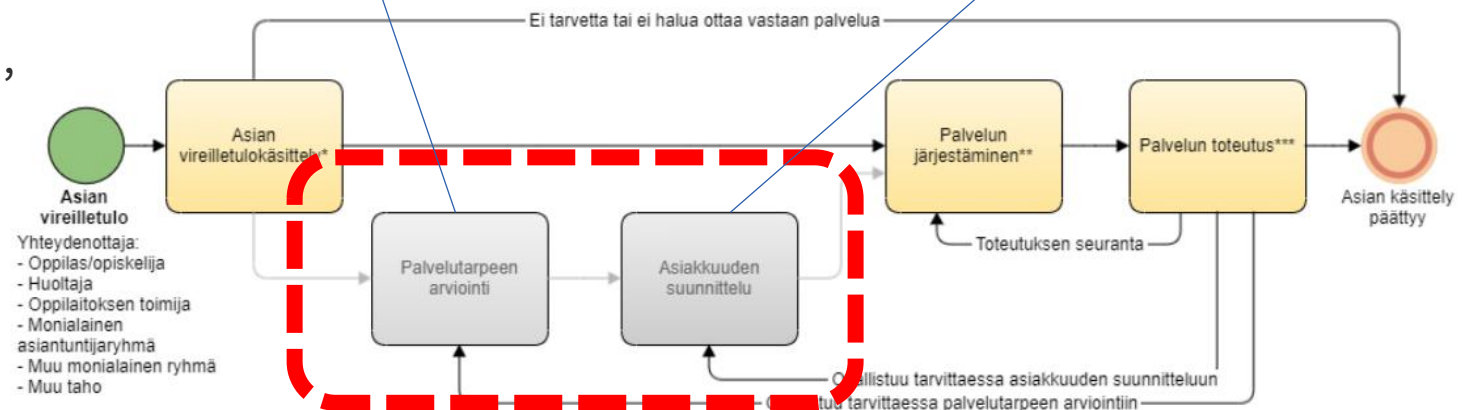 Ei tarvetta tai ei halua ottaa vastaan palvelua
,
Asian
vireilletulokäsittely*
Palvelun
järjestäminen**
Palvelun toteutus***
Asian
vireilletulo
Asian käsittely
päättyy
Yhteydenottaja:
- Oppilas/opiskelija
- Huoltaja
- Oppilaitoksen toimija
- Monialainen
asiantuntijaryhmä
- Muu monialainen ryhmä
- Muu taho
Palvelutarpeen
arviointi
Asiakkuuden
suunnittelu
Toteutuksen seuranta
tarvittaessa asiakkuuden suunnitteluun
tarvittaessa palvelutarpeen arviointiin